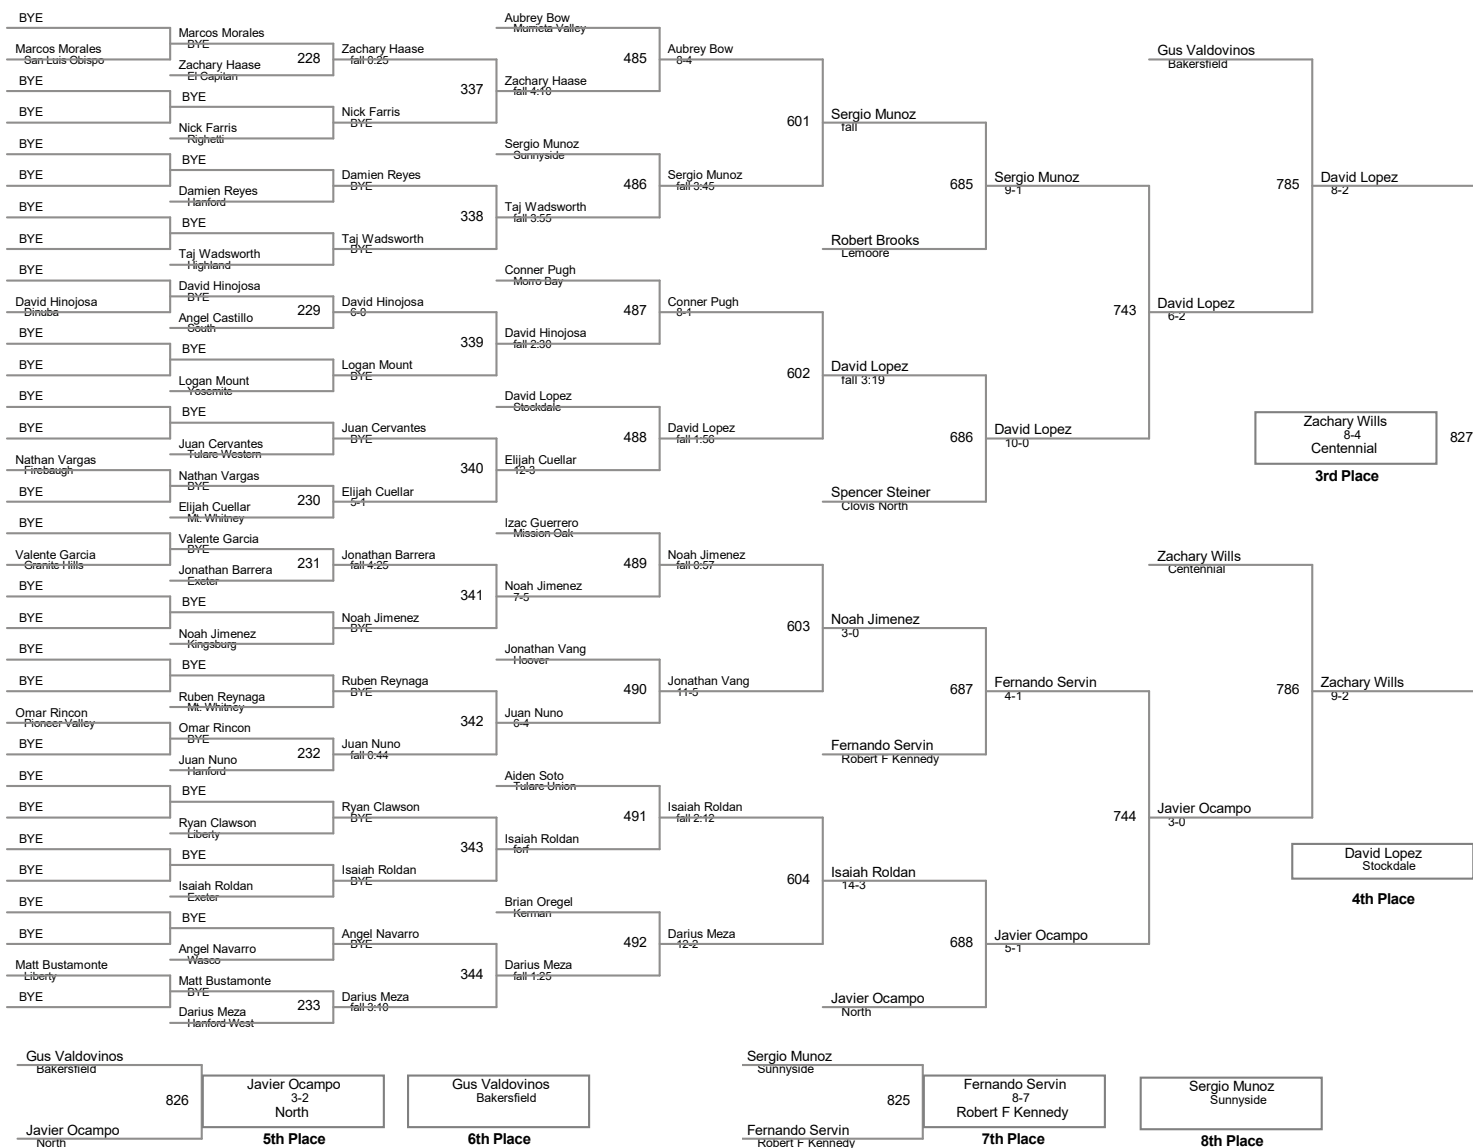 BYE
Marcos Morales
San Luis Obispo
BYE
BYE
BYE
BYE
BYE
BYE
BYE
David Hinojosa
Dinuba
BYE
BYE
BYE
BYE
Nathan Vargas
Firebaugh
BYE
BYE
Valente Garcia
Granite Hills
BYE
BYE
BYE
BYE
Omar Rincon
Pioneer Valley
BYE
BYE
BYE
BYE
BYE
BYE
BYE
Matt Bustamonte
Liberty
BYE
Marcos Morales
BYE
228
Zachary Haase
El Capitan
BYE
Nick Farris
Righetti
BYE
Damien Reyes
Hanford
BYE
Taj Wadsworth
Highland
David Hinojosa
BYE
229
Angel Castillo
South
BYE
Logan Mount
Yosemite
BYE
Juan Cervantes
Tulare Western
Nathan Vargas
BYE
230
Elijah Cuellar
Mt. Whitney
Valente Garcia
BYE
231
Jonathan Barrera
Exeter
BYE
Noah Jimenez
Kingsburg
BYE
Ruben Reynaga
Mt. Whitney
Omar Rincon
BYE
232
Juan Nuno
Hanford
BYE
Ryan Clawson
Liberty
BYE
Isaiah Roldan
Exeter
BYE
Angel Navarro
Wasco
Matt Bustamonte
BYE
233
Darius Meza
Hanford West
Zachary Haase
fall 0:25
337
Nick Farris
BYE
Damien Reyes
BYE
338
Taj Wadsworth
BYE
David Hinojosa
6-0
339
Logan Mount
BYE
Juan Cervantes
BYE
340
Elijah Cuellar
5-1
Jonathan Barrera
fall 4:25
341
Noah Jimenez
BYE
Ruben Reynaga
BYE
342
Juan Nuno
fall 0:44
Ryan Clawson
BYE
343
Isaiah Roldan
BYE
Angel Navarro
BYE
344
Darius Meza
fall 3:10
Aubrey Bow
Murrieta Valley
485
Zachary Haase
fall 4:10
Sergio Munoz
Sunnyside
486
Taj Wadsworth
fall 3:55
Conner Pugh
Morro Bay
487
David Hinojosa
fall 2:30
David Lopez
Stockdale
488
Elijah Cuellar
12-3
Izac Guerrero
Mission Oak
489
Noah Jimenez
7-5
Jonathan Vang
Hoover
490
Juan Nuno
6-4
Aiden Soto
Tulare Union
491
Isaiah Roldan
forf
Brian Oregel
Kerman
492
Darius Meza
fall 1:25
Aubrey Bow
8-4
601
Sergio Munoz
fall 3:45
Conner Pugh
8-1
602
David Lopez
fall 1:56
Noah Jimenez
fall 0:57
603
Jonathan Vang
11-5
Isaiah Roldan
fall 2:12
604
Darius Meza
12-2
Sergio Munoz
fall
685
Robert Brooks
Lemoore
David Lopez
fall 3:19
686
Spencer Steiner
Clovis North
Noah Jimenez
3-0
687
Fernando Servin
Robert F Kennedy
Isaiah Roldan
14-3
688
Javier Ocampo
North
Sergio Munoz
9-1
743
David Lopez
10-0
Fernando Servin
4-1
744
Javier Ocampo
5-1
Gus Valdovinos
Bakersfield
785
David Lopez
6-2
Zachary Wills
Centennial
786
Javier Ocampo
3-0
David Lopez
8-2
Zachary Wills
8-4
Centennial
827
3rd Place
Zachary Wills
9-2
David Lopez
Stockdale
4th Place
Gus Valdovinos
Bakersfield
826
Javier Ocampo
North
Javier Ocampo
3-2
North
5th Place
Gus Valdovinos
Bakersfield
6th Place
Sergio Munoz
Sunnyside
825
Fernando Servin
Robert F Kennedy
Fernando Servin
8-7
Robert F Kennedy
7th Place
Sergio Munoz
Sunnyside
8th Place